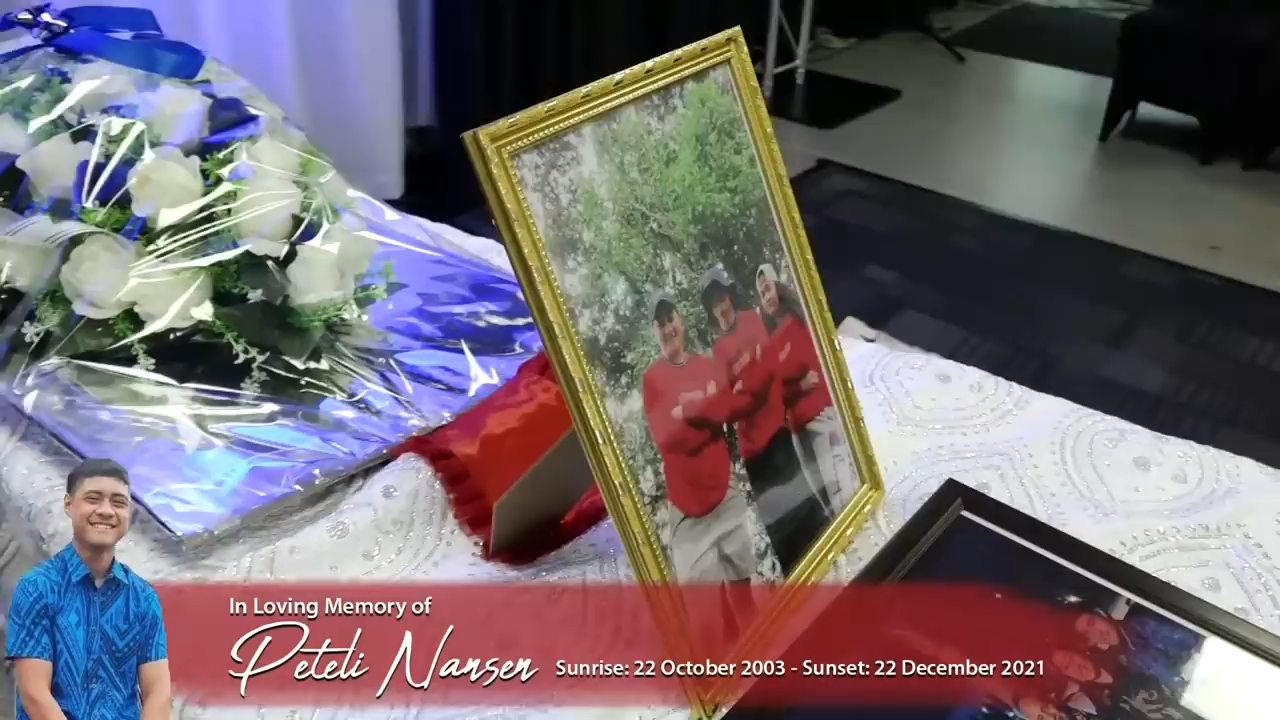 In Loving Memory of
Peteli Nansen
Sunrise: 22 October 2003 - Sunset: 22 December 2021